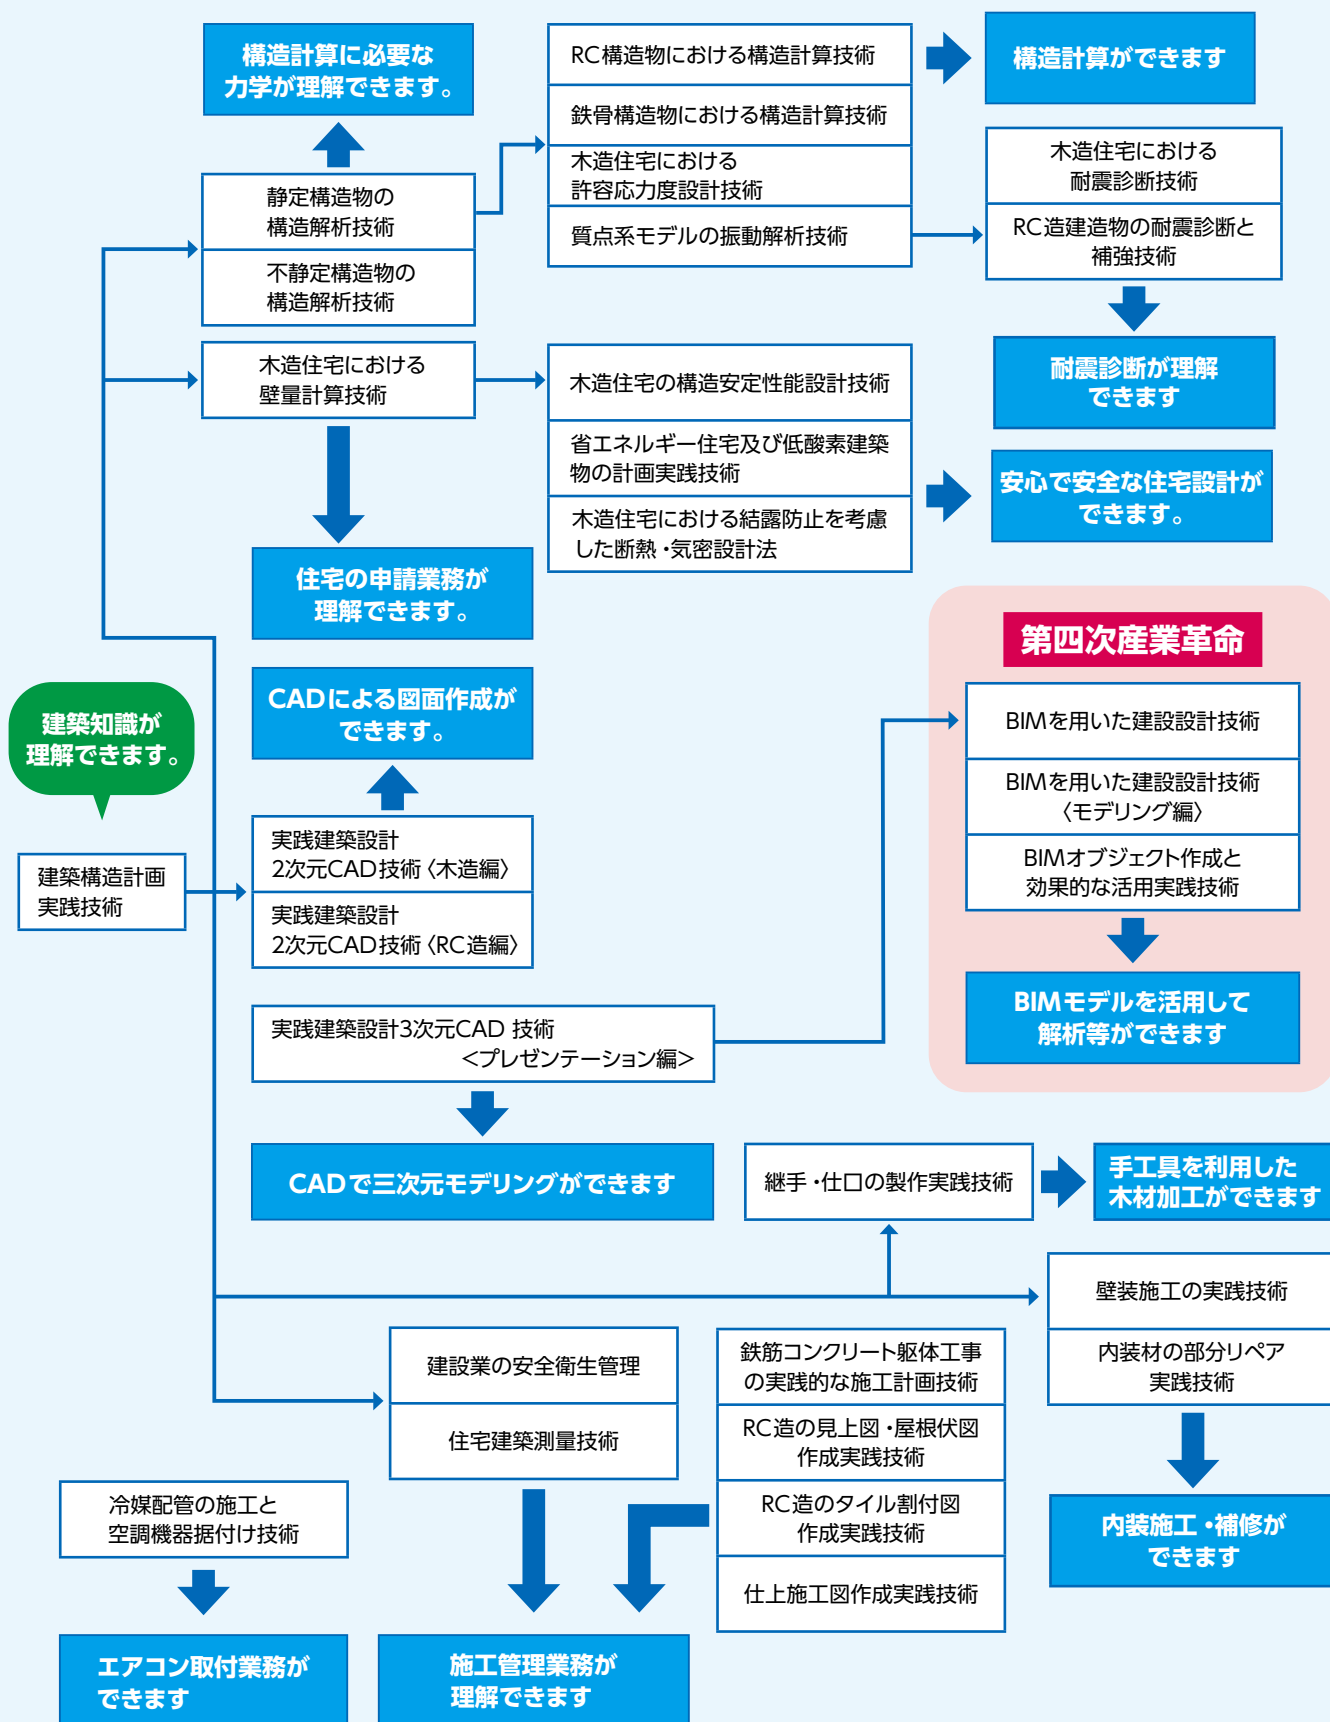 構造計算に必要な
力学が理解できます。
RC構造物における構造計算技術
鉄骨構造物における構造計算技術
木造住宅における
許容応力度設計技術
質点系モデルの振動解析技術
構造計算ができます
木造住宅における
耐震診断技術
RC造建造物の耐震診断と
補強技術
静定構造物の
構造解析技術
不静定構造物の
構造解析技術
耐震診断が理解
できます
木造住宅における
壁量計算技術
木造住宅の構造安定性能設計技術
省エネルギー住宅及び低酸素建築
物の計画実践技術
木造住宅における結露防止を考慮
した断熱・気密設計法
安心で安全な住宅設計が
できます。
住宅の申請業務が
理解できます。
第四次産業革命
CADによる図面作成が
できます。
BIMを用いた建設設計技術
BIMを用いた建設設計技術
〈モデリング編〉
BIMオブジェクト作成と
効果的な活用実践技術
建築知識が
理解できます。
建築構造計画
実践技術
実践建築設計
2次元CAD技術〈木造編〉
実践建築設計
2次元CAD技術〈RC造編〉
BIMモデルを活用して
解析等ができます
実践建築設計3次元CAD 技術
<プレゼンテーション編>
CADで三次元モデリングができます
継手・仕口の製作実践技術
手工具を利用した
木材加工ができます
壁装施工の実践技術
内装材の部分リペア
実践技術
建設業の安全衛生管理
住宅建築測量技術
鉄筋コンクリート躯体工事
の実践的な施工計画技術
RC造の見上図・屋根伏図
作成実践技術
RC造のタイル割付図
作成実践技術
仕上施工図作成実践技術
冷媒配管の施工と
空調機器据付け技術
内装施工・補修が
できます
エアコン取付業務が
できます
施工管理業務が
理解できます